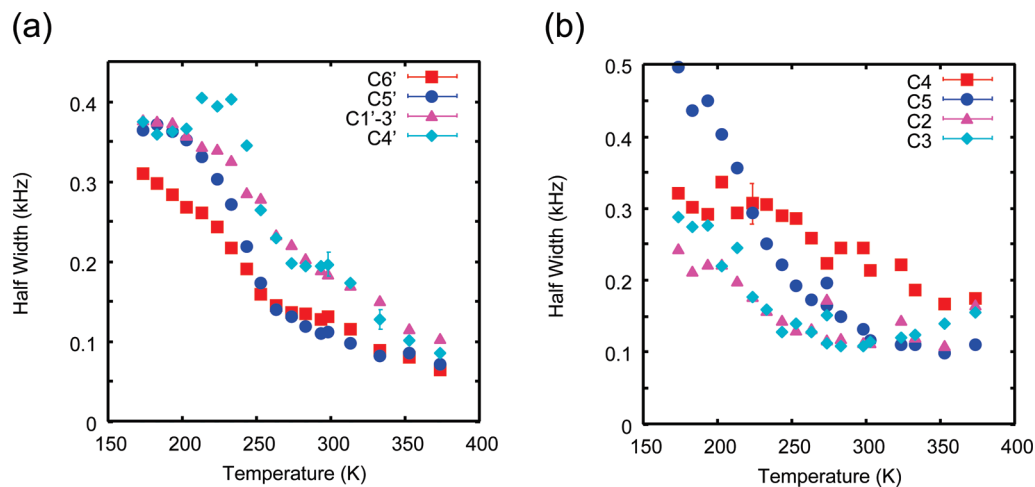 (a)
C6'
C5'
C1'-3'
C4'
0.4
0.3
0.2
0.1
0
150 200 250 300 350 400
Half Width (kHz)
Temperature (K)
(b)
C4
C5
C2
C3
0.5
0.4
0.3
0.2
0.1
0
150 200 250 300 350 400
Half Width (kHz)
Temperature (K)